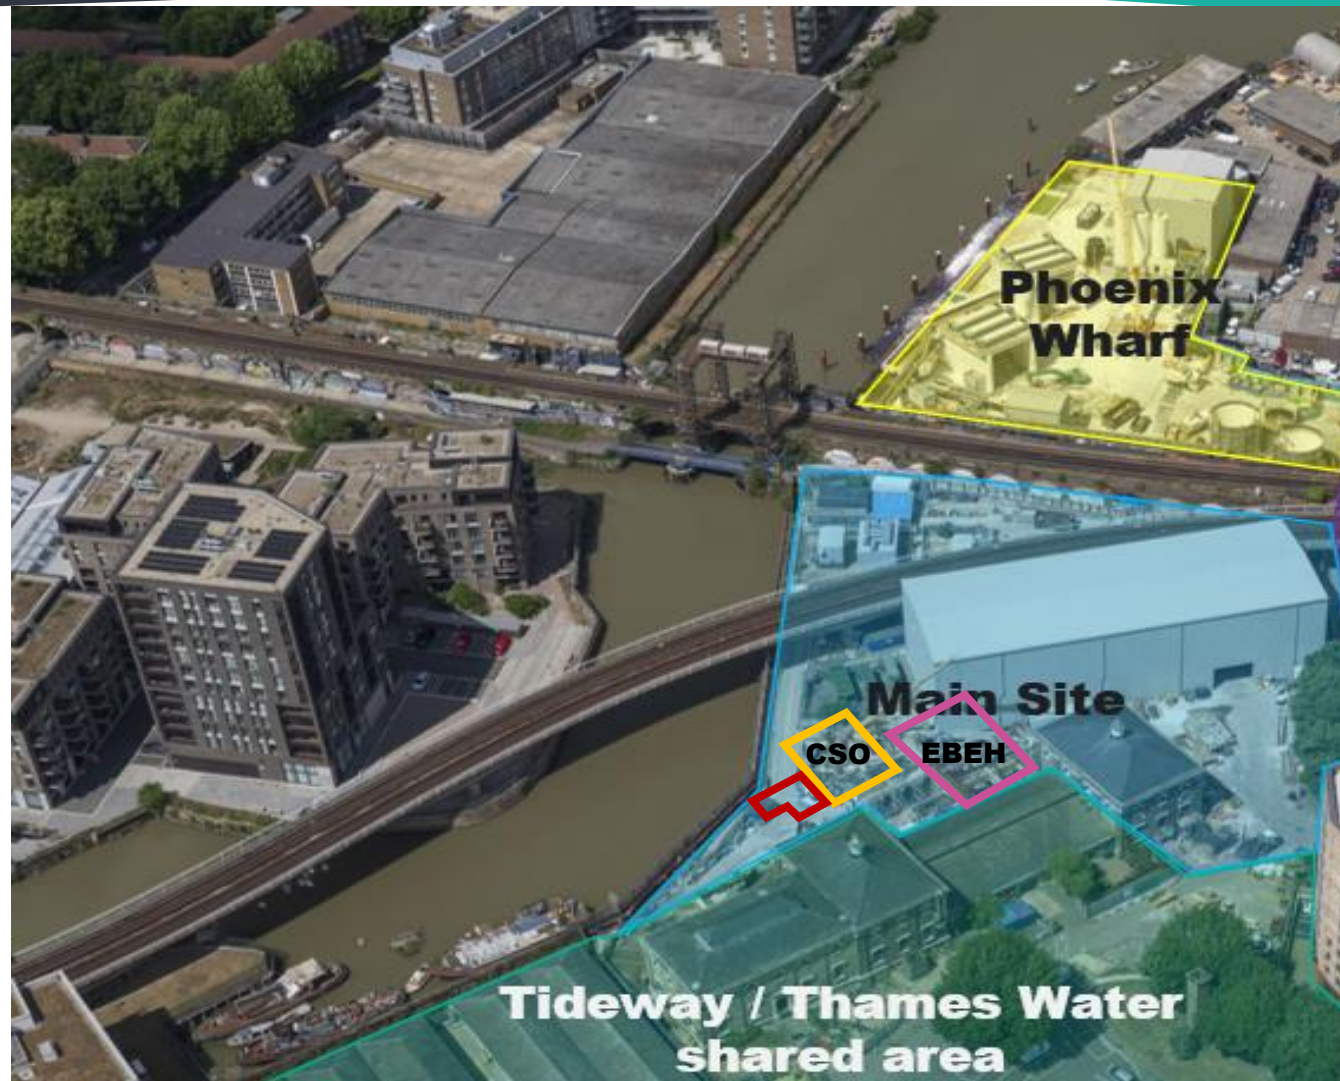 Phoenix
Wharf
Main Site
CSO
EBEH
Tideway / Thames Water
shared area